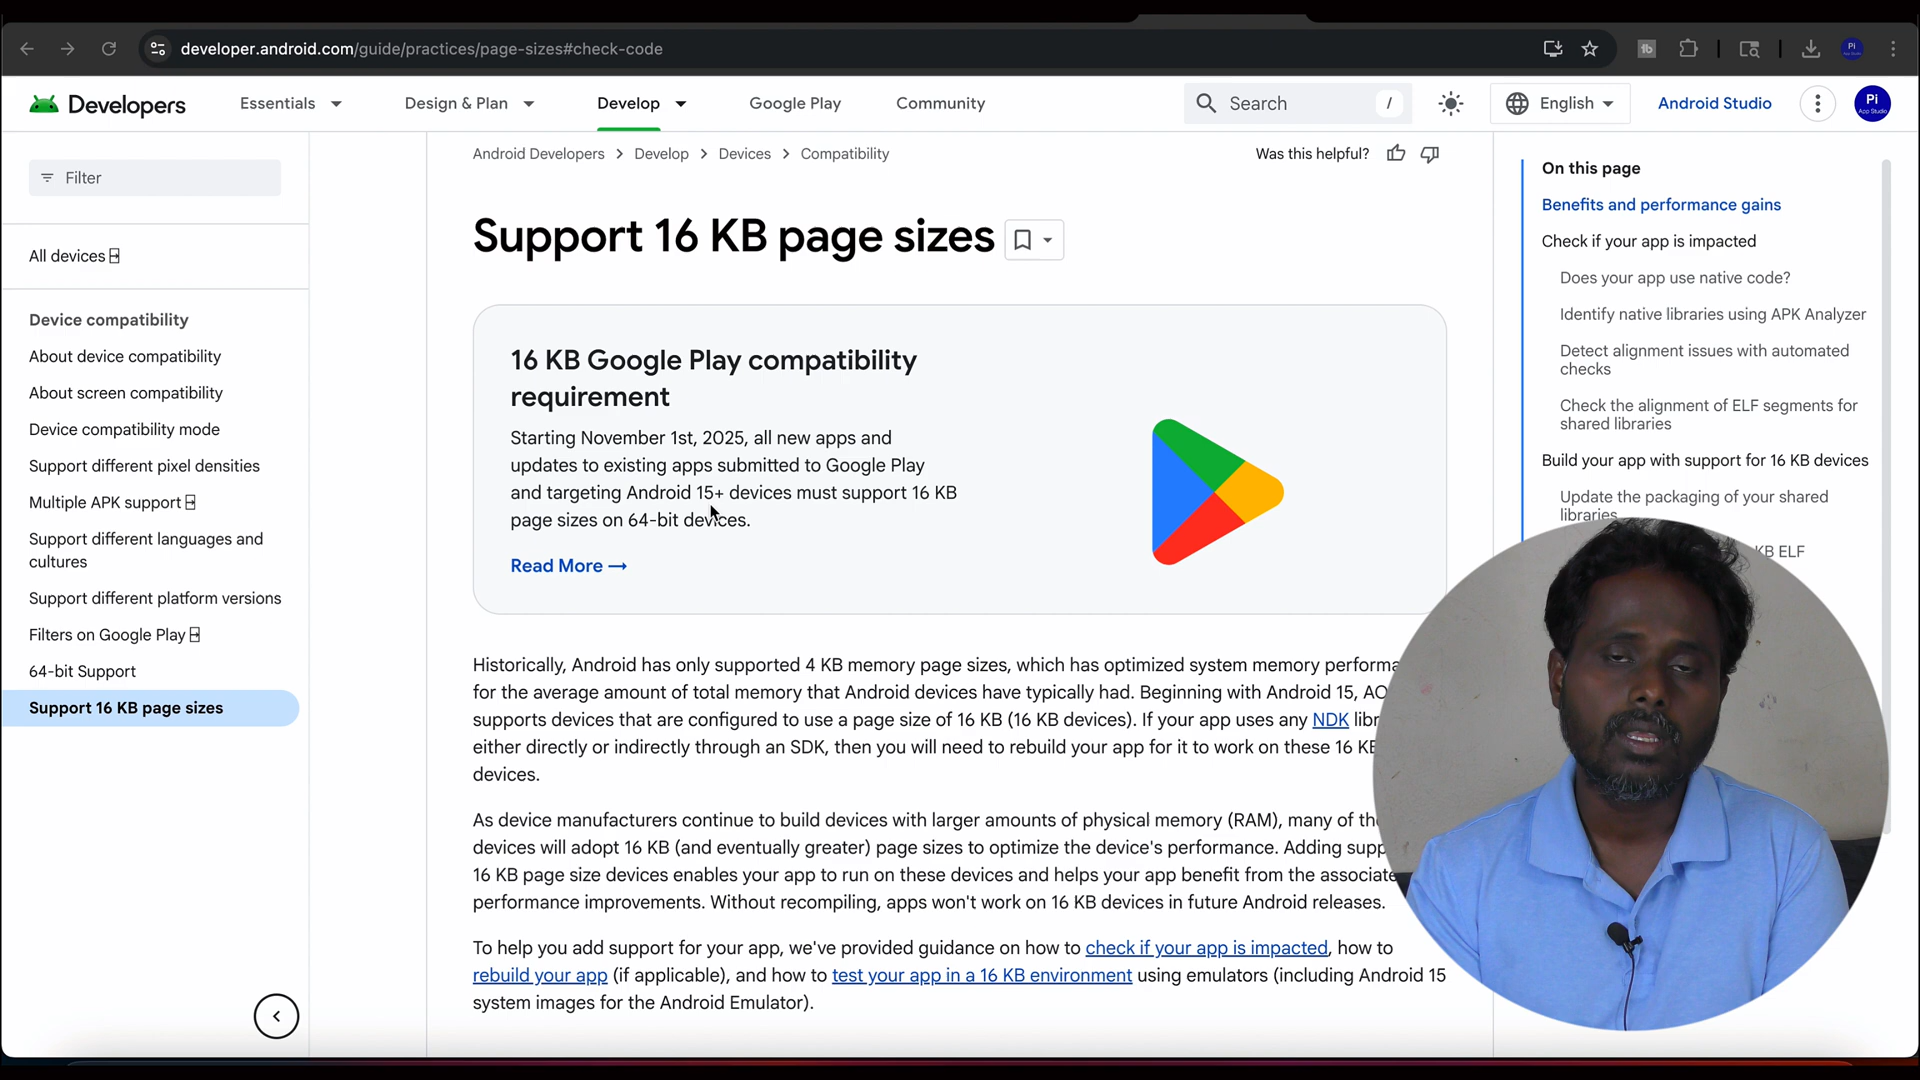 developer.android.com/guide/practices/page-sizes#check-code
Pi
Developers
Essentials
Design & Plan
Develop
Google Play
Community
Search
/
English
Android Studio
Pi
App Studio
Filter
All devices
Device compatibility
About device compatibility
About screen compatibility
Device compatibility mode
Support different pixel densities
Multiple APK support
Support different languages and
cultures
Support different platform versions
Filters on Google Play
64-bit Support
Support 16 KB page sizes
Android Developers > Develop > Devices > Compatibility
Was this helpful?
Support 16 KB page sizes
16 KB Google Play compatibility
requirement
Starting November 1st, 2025, all new apps and
updates to existing apps submitted to Google Play
and targeting Android 15+ devices must support 16 KB
page sizes on 64-bit devices.
Read More →
Historically, Android has only supported 4 KB memory page sizes, which has optimized system memory performa
for the average amount of total memory that Android devices have typically had. Beginning with Android 15, AO
supports devices that are configured to use a page size of 16 KB (16 KB devices). If your app uses any NDK libr
either directly or indirectly through an SDK, then you will need to rebuild your app for it to work on these 16 KB
devices.
As device manufacturers continue to build devices with larger amounts of physical memory (RAM), many of the
devices will adopt 16 KB (and eventually greater) page sizes to optimize the device's performance. Adding supp
16 KB page size devices enables your app to run on these devices and helps your app benefit from the associate
performance improvements. Without recompiling, apps won't work on 16 KB devices in future Android releases.
To help you add support for your app, we've provided guidance on how to check if your app is impacted, how to
rebuild your app (if applicable), and how to test your app in a 16 KB environment using emulators (including Android 15
system images for the Android Emulator).
On this page
Benefits and performance gains
Check if your app is impacted
Does your app use native code?
Identify native libraries using APK Analyzer
Detect alignment issues with automated
checks
Check the alignment of ELF segments for
shared libraries
Build your app with support for 16 KB devices
Update the packaging of your shared
libraries
KB ELF